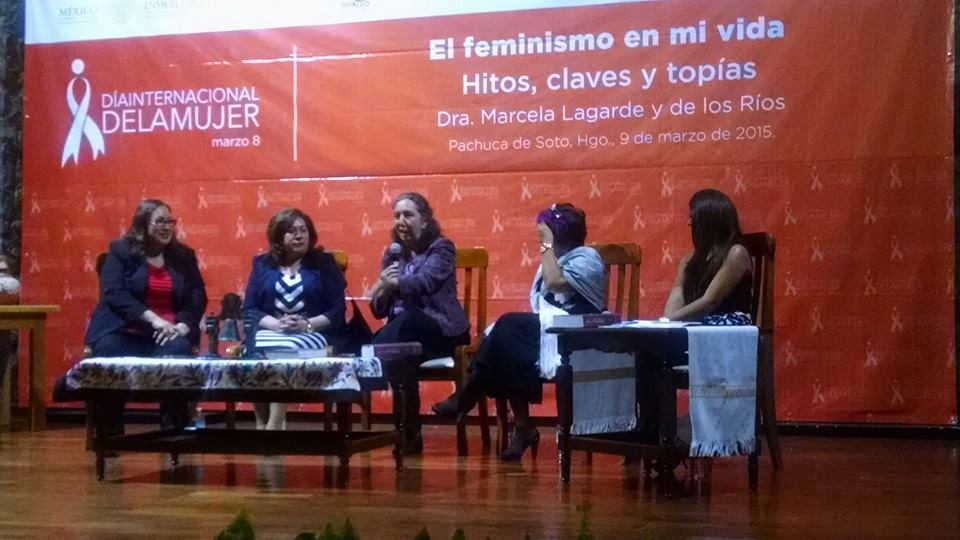 MÉXICO
El feminismo en mi vida
Hitos, claves y topías
Dra. Marcela Lagarde y de los Ríos
Pachuca de Soto, Hgo., 9 de marzo de 2015.
DÍAINTERNACIONAL
DELAMUJER
marzo 8